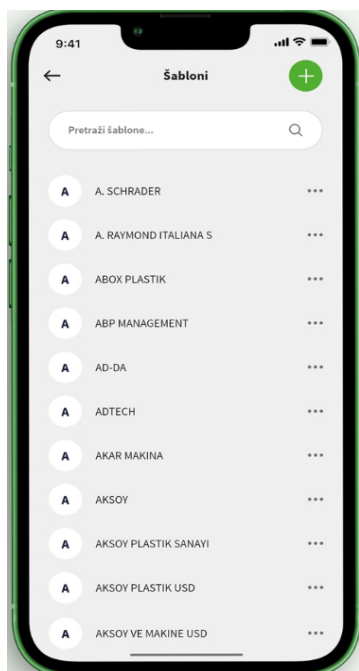 9:41
Šabloni
Pretraži šablone...
A A. SCHRADER
A A. RAYMOND ITALIANA S
A ABOX PLASTIK
A ABP MANAGEMENT
A AD-DA
A ADTECH
A AKAR MAKINA
A AKSOY
A AKSOY PLASTIK SANAYI
A AKSOY PLASTIK USD
A AKSOY VE MAKINE USD